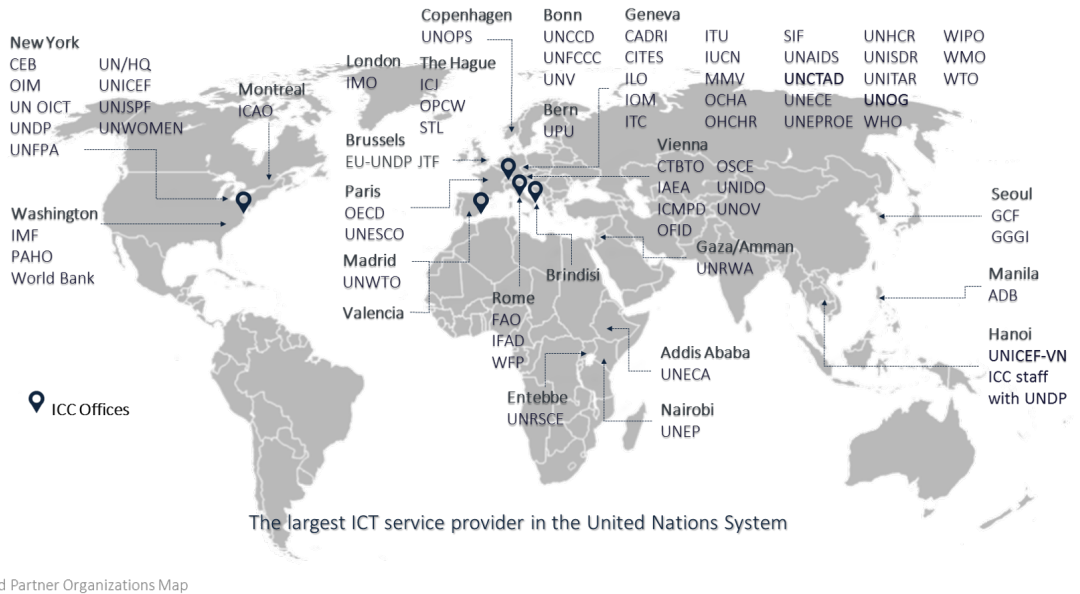 New York
CEB
OIM
UN OICT
UNDP
UNFPA
UN/HQ
UNICEF
UNJSPF
UNWOMEN
Washington
IMF
PAHO
World Bank
Montreal
ICAO
London
IMO
Copenhagen
UNOPS
The Hague
ICJ
OPCW
STL
Brussels
EU-UNDP JTF
Paris
OECD
UNESCO
Madrid
UNWTO
Valencia
Bonn
UNCCD
UNFCCC
UNV
Bern
UPU
Geneva
CADRI
CITES
ILO
IOM
ITC
ITU
IUCN
MMV
OCHA
OHCHR
SIF
UNAIDS
UNCTAD
UNECE
UNEPROE
UNHCR
UNISDR
UNITAR
UNOG
WHO
WIPO
WMO
WTO
Vienna
CTBTO
IAEA
ICMPD
OFID
OSCE
UNIDO
UNOV
Gaza/Amman
UNRWA
Brindisi
Rome
FAO
IFAD
WFP
Entebbe
UNRSCE
Addis Ababa
UNECA
Nairobi
UNEP
Seoul
GCF
GGGI
Manila
ADB
Hanoi
UNICEF-VN
ICC staff
with UNDP
ICC Offices
The largest ICT service provider in the United Nations System
d Partner Organizations Map